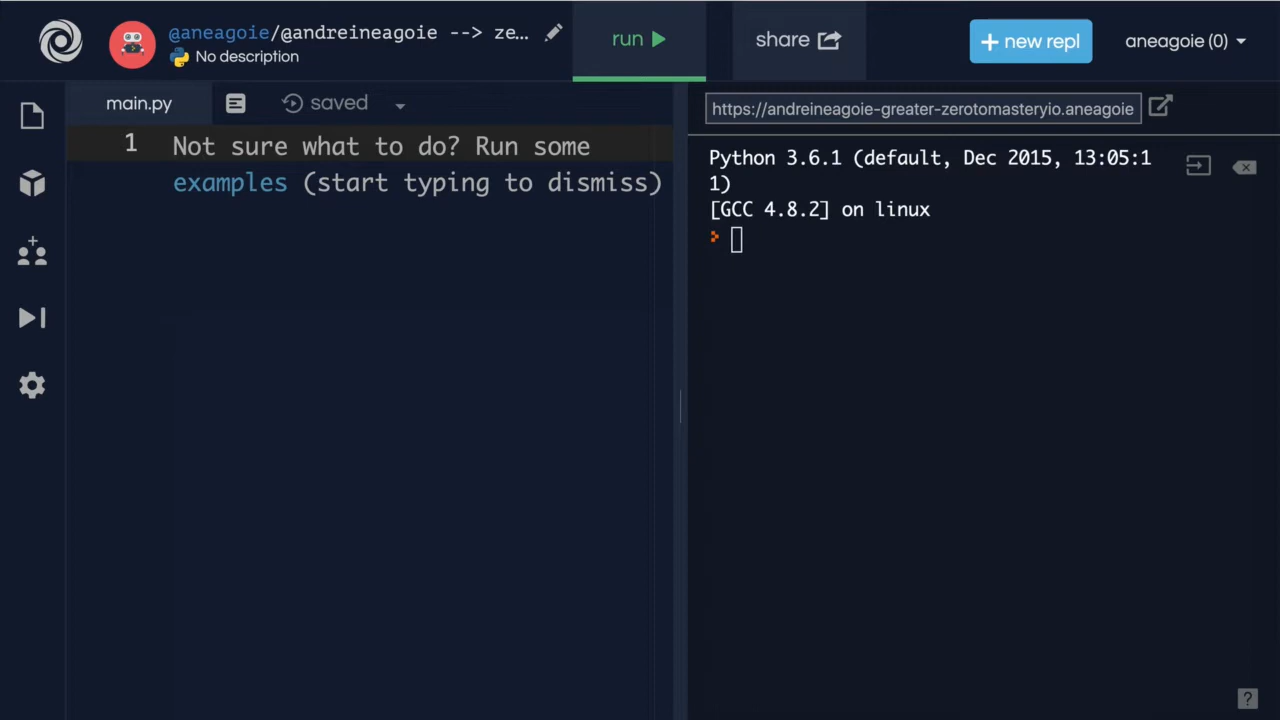 @aneagoie/@andreineagoie --> ze...
No description
run
share
+ new repl
aneagoie (0)
main.py
saved
https://andreineagoie-greater-zerotomasteryio.aneagoie
1 Not sure what to do? Run some
examples (start typing to dismiss)
Python 3.6.1 (default, Dec 2015, 13:05:1
1)
[GCC 4.8.2] on linux
?